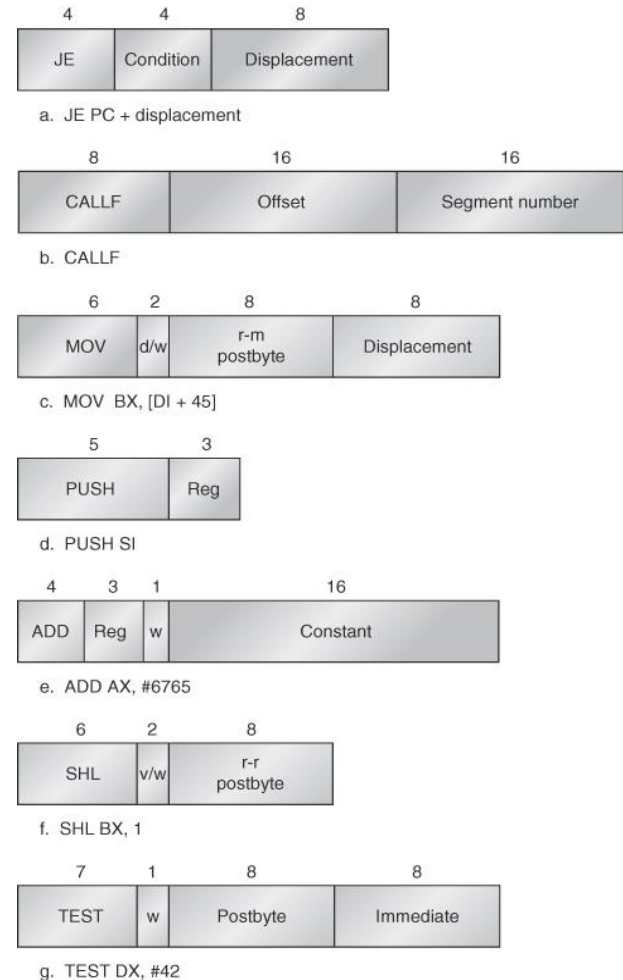 4 4 8
JE Condition Displacement
a. JE PC + displacement
8 16 16
CALLF Offset Segment number
b. CALLF
6 2 8 8
MOV d/w r-m postbyte Displacement
c. MOV BX, [DI + 45]
5 3
PUSH Reg
d. PUSH SI
4 3 1 16
ADD Reg w Constant
e. ADD AX, #6765
6 2 8
SHL v/w r-r postbyte
f. SHL BX, 1
7 1 8 8
TEST w Postbyte Immediate
g. TEST DX, #42